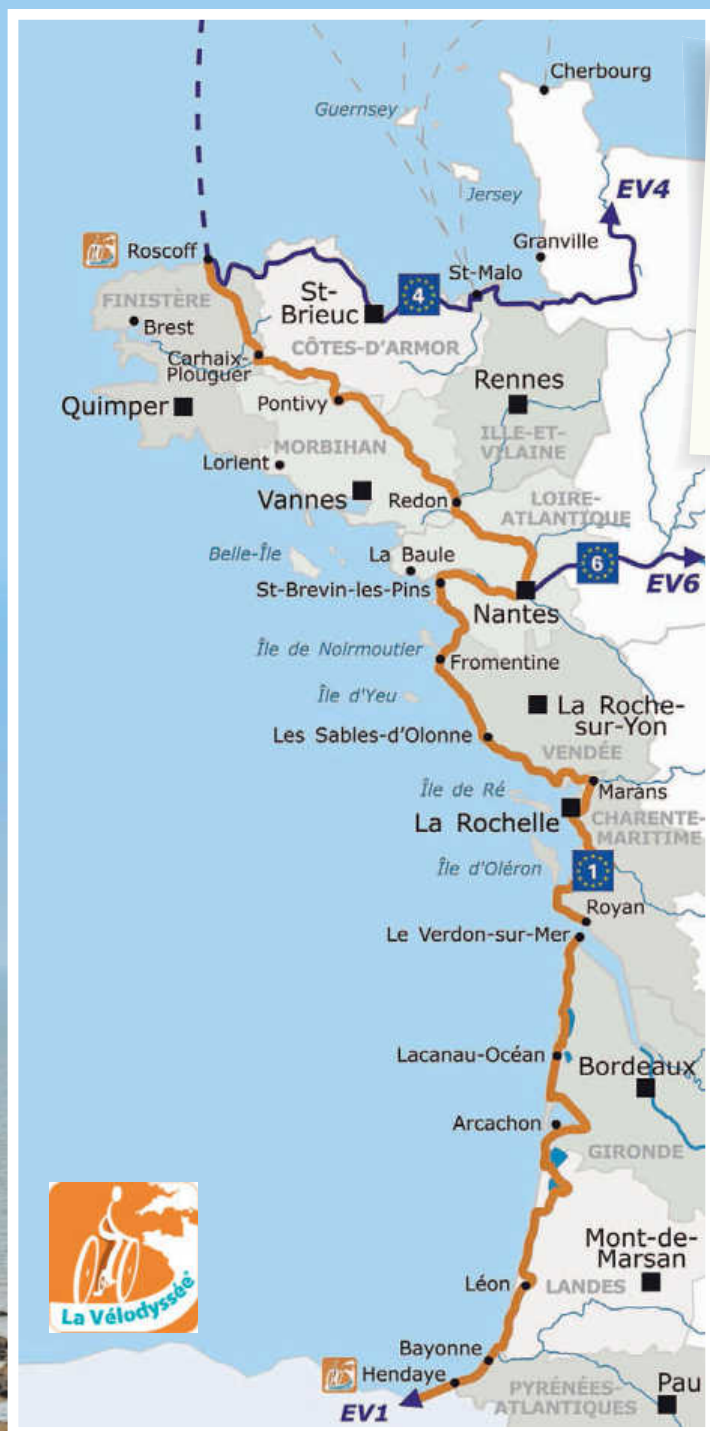 Cherbourg
Guernsey
Jersey
EV4
Granville
Roscoff
St-Malo
FINISTÈRE
St-
Brieuc
4
Brest
CÔTES-D'ARMOR
Carhaix-
Plouguer
Rennes
Quimper
Pontivy
ILLE-ET-
VILAINE
MORBIHAN
Lorient
Vannes
Redon
LOIRE-
ATLANTIQUE
Belle-Île
La Baule
6
EV6
St-Brevin-les-Pins
Nantes
Île de Noirmoutier
Fromentine
Île d'Yeu
La Roche-
sur-Yon
Les Sables-d'Olonne
VENDÉE
Île de Ré
Marans
La Rochelle
CHARENTE-
MARITIME
Île d'Oléron
1
Royan
Le Verdon-sur-Mer
Lacanau-Océan
Bordeaux
Arcachon
GIRONDE
Mont-de-
Marsan
La Vélodyssée
Léon
LANDES
Bayonne
Hendaye
PYRÉNÉES-
ATLANTIQUES
Pau
EV1